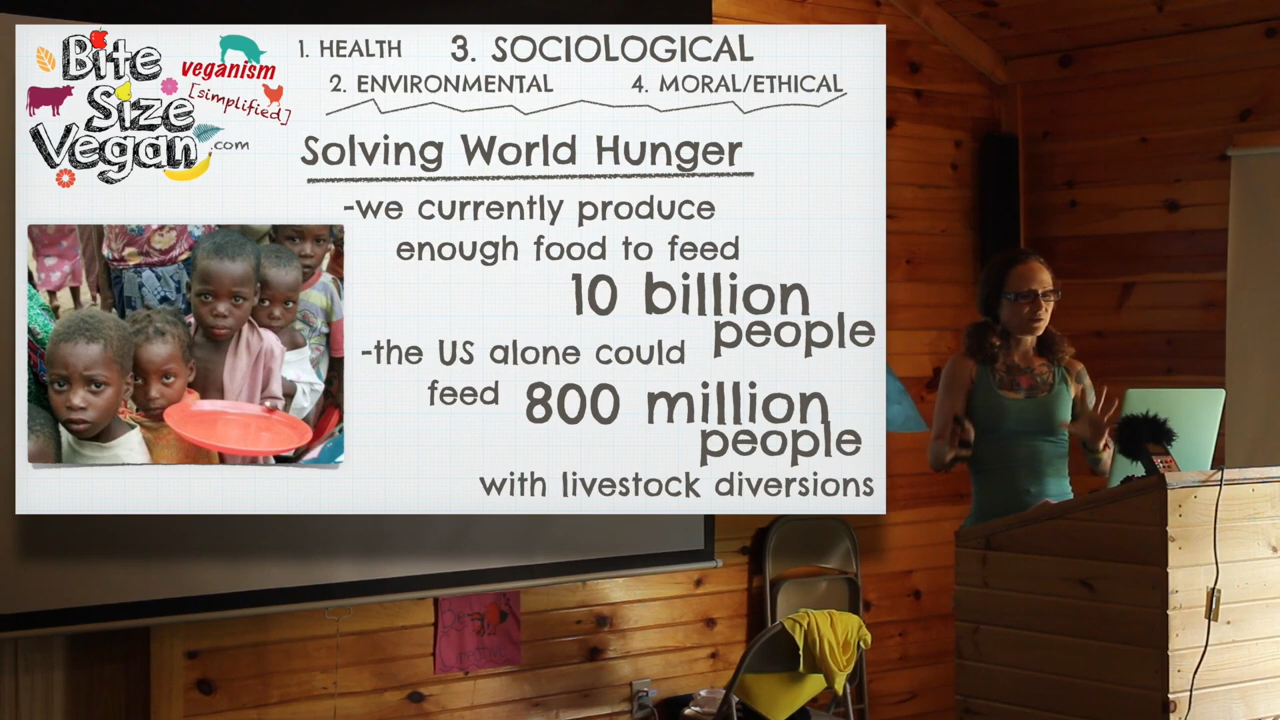 Bite
Size
Vegan
.com
veganism
[simplified]
1. HEALTH
3. SOCIOLOGICAL
2. ENVIRONMENTAL
4. MORAL/ETHICAL
Solving World Hunger
-we currently produce
enough food to feed
10 billion
people
-the US alone could
feed 800 million
people
with livestock diversions